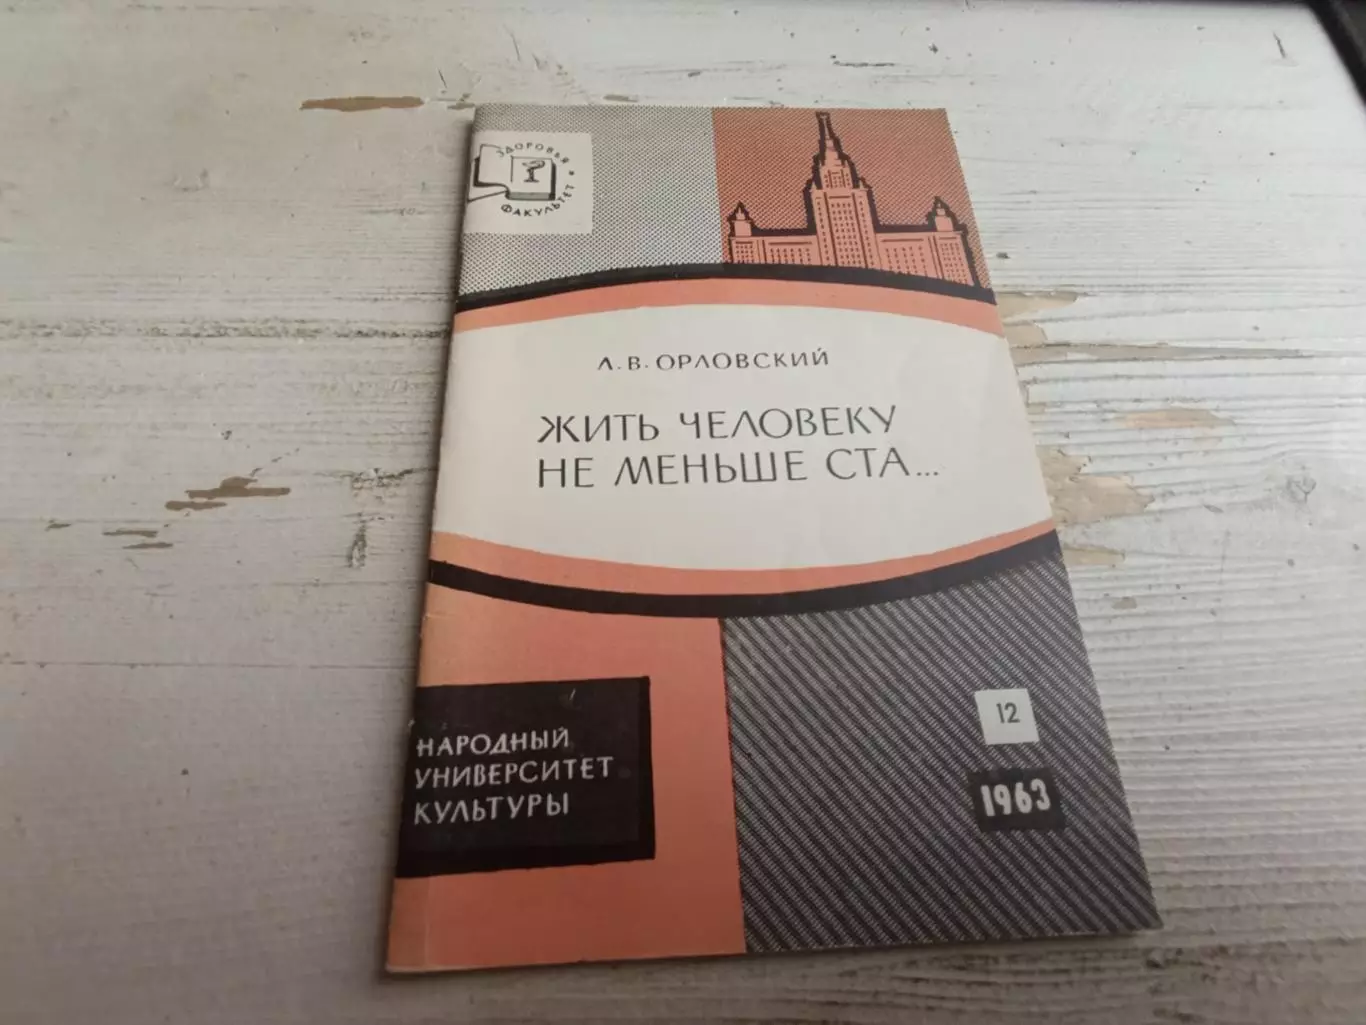 ЗДОРОВЬЯ
ФАКУЛЬТЕТ
Л. В. ОРЛОВСКИЙ
ЖИТЬ ЧЕЛОВЕКУ
НЕ МЕНЬШЕ СТА...
НАРОДНЫЙ
УНИВЕРСИТЕТ
КУЛЬТУРЫ
12
1963